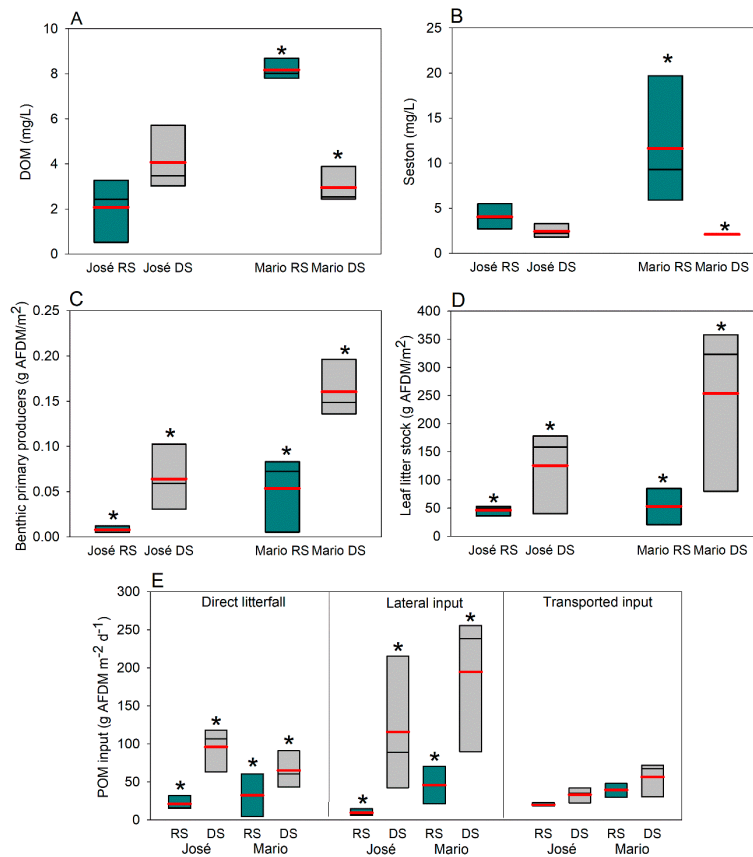 A
10
8
6
4
2
0
DOM (mg/L)
*
*
José RS
José DS
Mario RS
Mario DS
B
25
20
15
10
5
0
Seston (mg/L)
*
*
José RS
José DS
Mario RS
Mario DS
C
0.25
0.20
0.15
0.10
0.05
0.00
Benthic primary producers (g AFDM/m²)
*
*
*
*
José RS
José DS
Mario RS
Mario DS
D
400
350
300
250
200
150
100
50
0
Leaf litter stock (g AFDM/m²)
*
*
*
*
José RS
José DS
Mario RS
Mario DS
E
300
250
200
150
100
50
0
POM input (g AFDM m⁻² d⁻¹)
Direct litterfall
Lateral input
Transported input
*
*
*
*
*
*
*
*
RS DS RS DS
José Mario
RS DS RS DS
José Mario
RS DS RS DS
José Mario